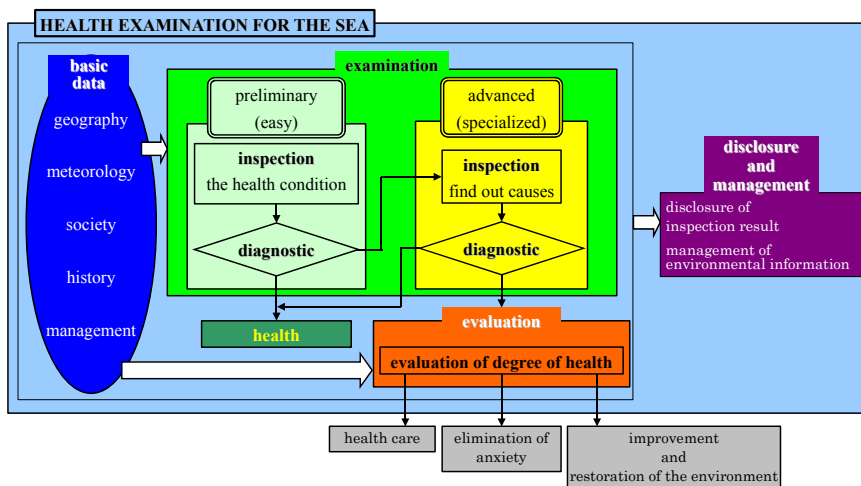 HEALTH EXAMINATION FOR THE SEA
basic
data
geography
meteorology
society
history
management
examination
preliminary
(easy)
inspection
the health condition
diagnostic
advanced
(specialized)
inspection
find out causes
diagnostic
health
evaluation
evaluation of degree of health
disclosure
and
management
disclosure of
inspection result
management of
environmental information
health care
elimination of
anxiety
improvement
and
restoration of the environment